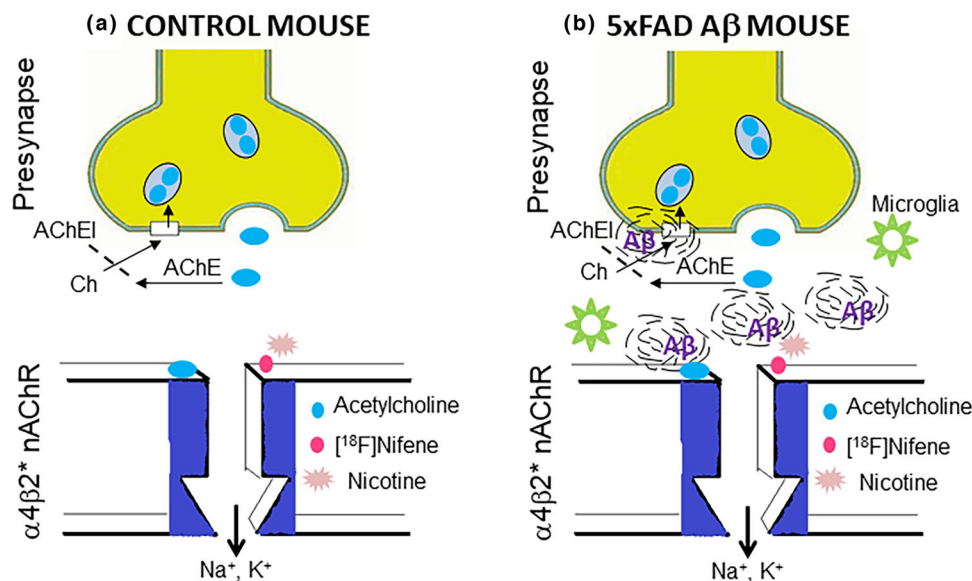 (a) CONTROL MOUSE
Presynapse
AChEI
Ch
AChE
α4β2* nAChR
Acetylcholine
[¹⁸F]Nifene
Nicotine
Na⁺, K⁺
(b) 5xFAD Aβ MOUSE
Presynapse
Microglia
AChEI
Aβ
Ch
AChE
Aβ
Aβ
Aβ
α4β2* nAChR
Acetylcholine
[¹⁸F]Nifene
Nicotine
Na⁺, K⁺